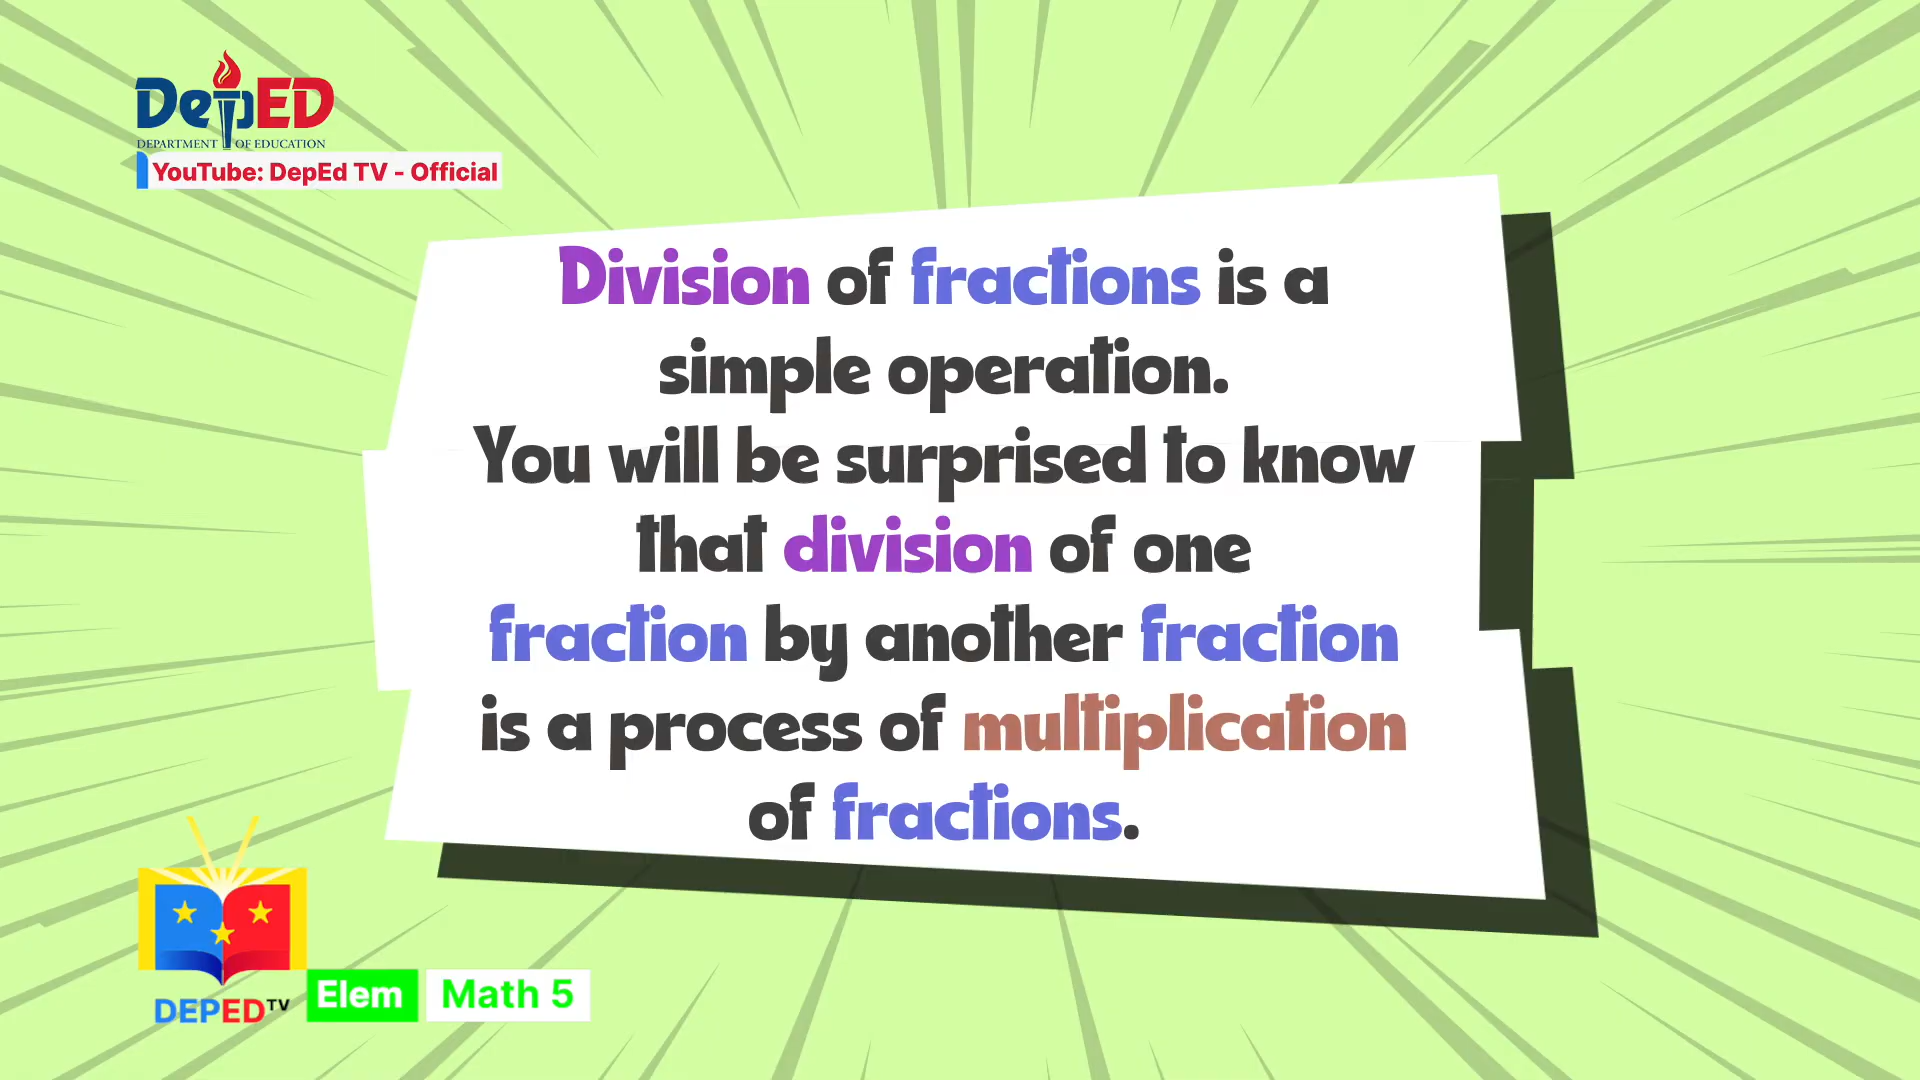 DepED
DEPARTMENT OF EDUCATION
YouTube: DepEd TV - Official
Division of fractions is a
simple operation.
You will be surprised to know
that division of one
fraction by another fraction
is a process of multiplication
of fractions.
DEPED TV
Elem Math 5